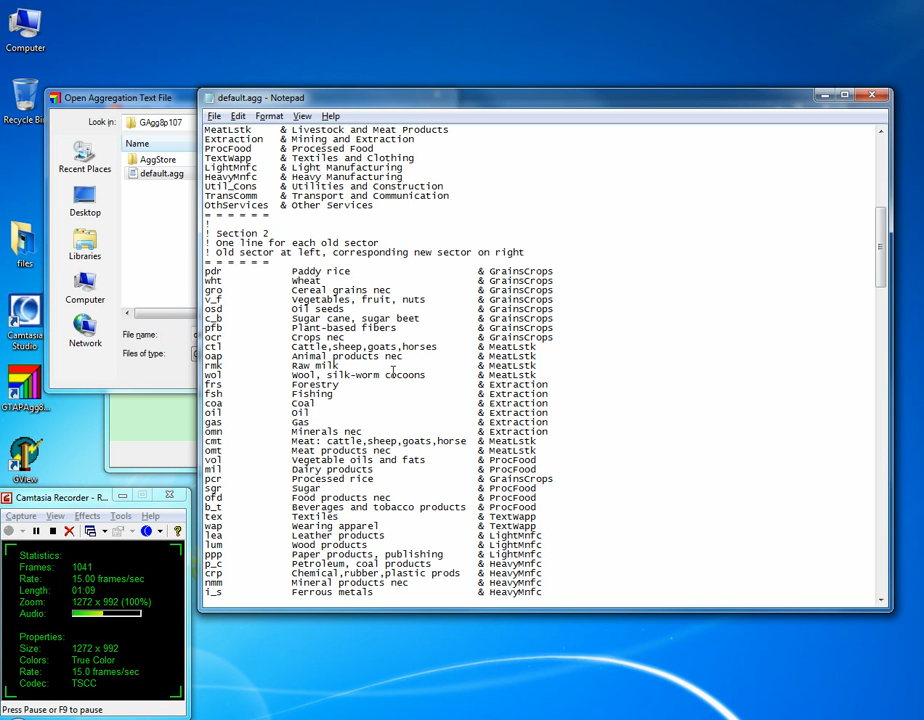 Computer
Recycle Bin
files
Camtasia
Studio
GTAPAgg8...
GView
Open Aggregation Text File
Look in:
GAgg8p107
Name
AggStore
default.agg
Recent Places
Desktop
Libraries
Computer
Network
File name:
Files of type:
default.agg - Notepad
File Edit Format View Help
MeatLstk & Livestock and Meat Products
Extraction & Mining and Extraction
ProcFood & Processed Food
TextWapp & Textiles and Clothing
LightMnfc & Light Manufacturing
HeavyMnfc & Heavy Manufacturing
Util_Cons & Utilities and Construction
TransComm & Transport and Communication
OthServices & Other Services
= = = = = =
!
! Section 2
! One line for each old sector
! Old sector at left, corresponding new sector on right
= = = = = =
pdr Paddy rice & GrainsCrops
wht Wheat & GrainsCrops
gro Cereal grains nec & GrainsCrops
v_f Vegetables, fruit, nuts & GrainsCrops
osd Oil seeds & GrainsCrops
c_b Sugar cane, sugar beet & GrainsCrops
pfb Plant-based fibers & GrainsCrops
ocr Crops nec & GrainsCrops
ctl Cattle,sheep,goats,horses & MeatLstk
oap Animal products nec & MeatLstk
rmk Raw milk & MeatLstk
wol Wool, silk-worm cocoons & MeatLstk
frs Forestry & Extraction
fsh Fishing & Extraction
coa Coal & Extraction
oil Oil & Extraction
gas Gas & Extraction
omn Minerals nec & Extraction
cmt Meat: cattle,sheep,goats,horse & MeatLstk
omt Meat products nec & MeatLstk
vol Vegetable oils and fats & ProcFood
mil Dairy products & ProcFood
pcr Processed rice & GrainsCrops
sgr Sugar & ProcFood
ofd Food products nec & ProcFood
b_t Beverages and tobacco products & ProcFood
tex Textiles & TextWapp
wap Wearing apparel & TextWapp
lea Leather products & LightMnfc
lum Wood products & LightMnfc
ppp Paper products, publishing & LightMnfc
p_c Petroleum, coal products & HeavyMnfc
crp Chemical,rubber,plastic prods & HeavyMnfc
nmm Mineral products nec & HeavyMnfc
i_s Ferrous metals & HeavyMnfc
Camtasia Recorder - R...
Capture View Effects Tools Help
Statistics:
Frames: 1041
Rate: 15.00 frames/sec
Length: 01:09
Zoom: 1272 x 992 (100%)
Audio:
Properties:
Size: 1272 x 992
Colors: True Color
Rate: 15.0 frames/sec
Codec: TSCC
Press Pause or F9 to pause